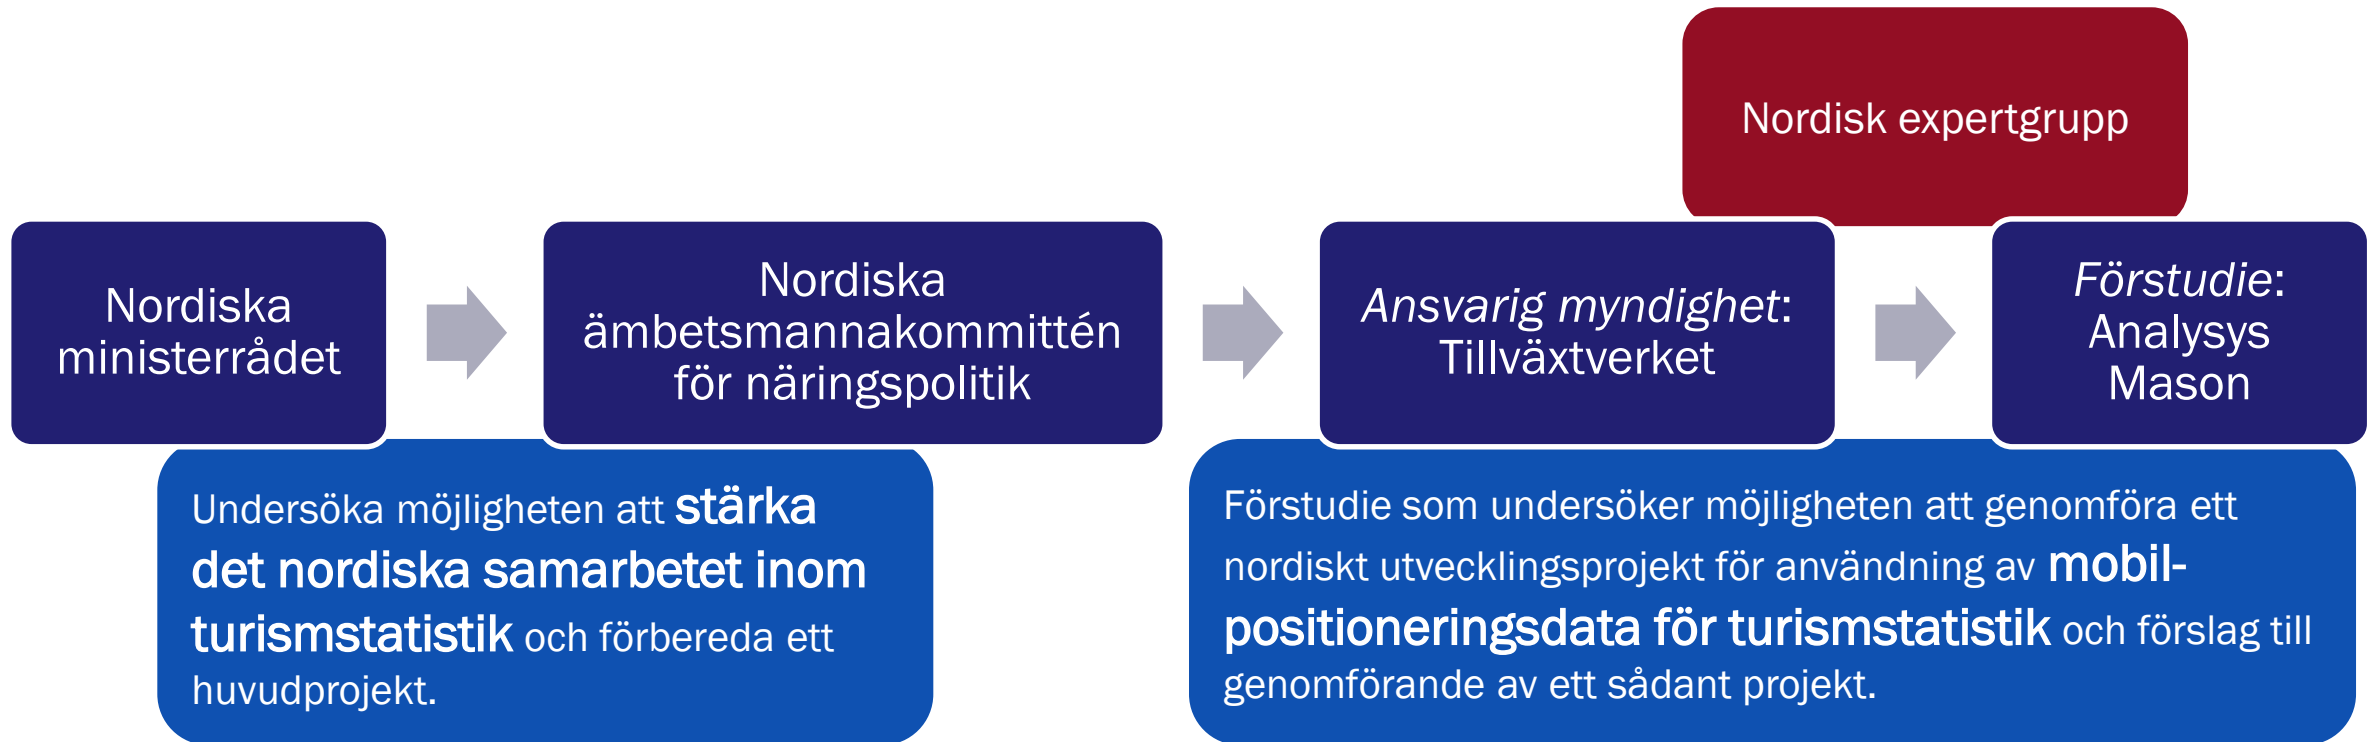 Nordisk expertgrupp
Nordiska
ministerrådet
Nordiska
ämbetsmannakommittén
för näringspolitik
Ansvarig myndighet:
Tillväxtverket
Förstudie:
Analysys
Mason
Undersöka möjligheten att stärka
det nordiska samarbetet inom
turismstatistik och förbereda ett
huvudprojekt.
Förstudie som undersöker möjligheten att genomföra ett
nordiskt utvecklingsprojekt för användning av mobil-
positioneringsdata för turismstatistik och förslag till
genomförande av ett sådant projekt.